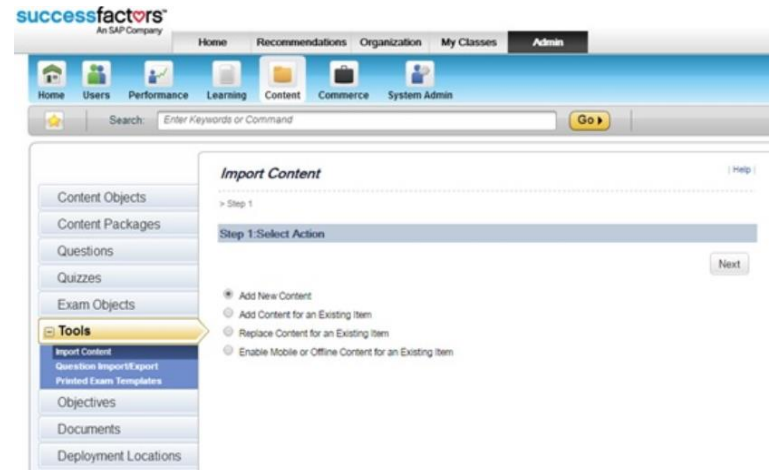 successfactors™
An SAP Company
Home Recommendations Organization My Classes Admin
Home Users Performance Learning Content Commerce System Admin
Search: Enter Keywords or Command Go
Import Content | Help |
> Step 1
Step 1:Select Action
Next
Add New Content
Add Content for an Existing Item
Replace Content for an Existing Item
Enable Mobile or Offline Content for an Existing Item
Content Objects
Content Packages
Questions
Quizzes
Exam Objects
Tools
Import Content
Question Import/Export
Printed Exam Templates
Objectives
Documents
Deployment Locations